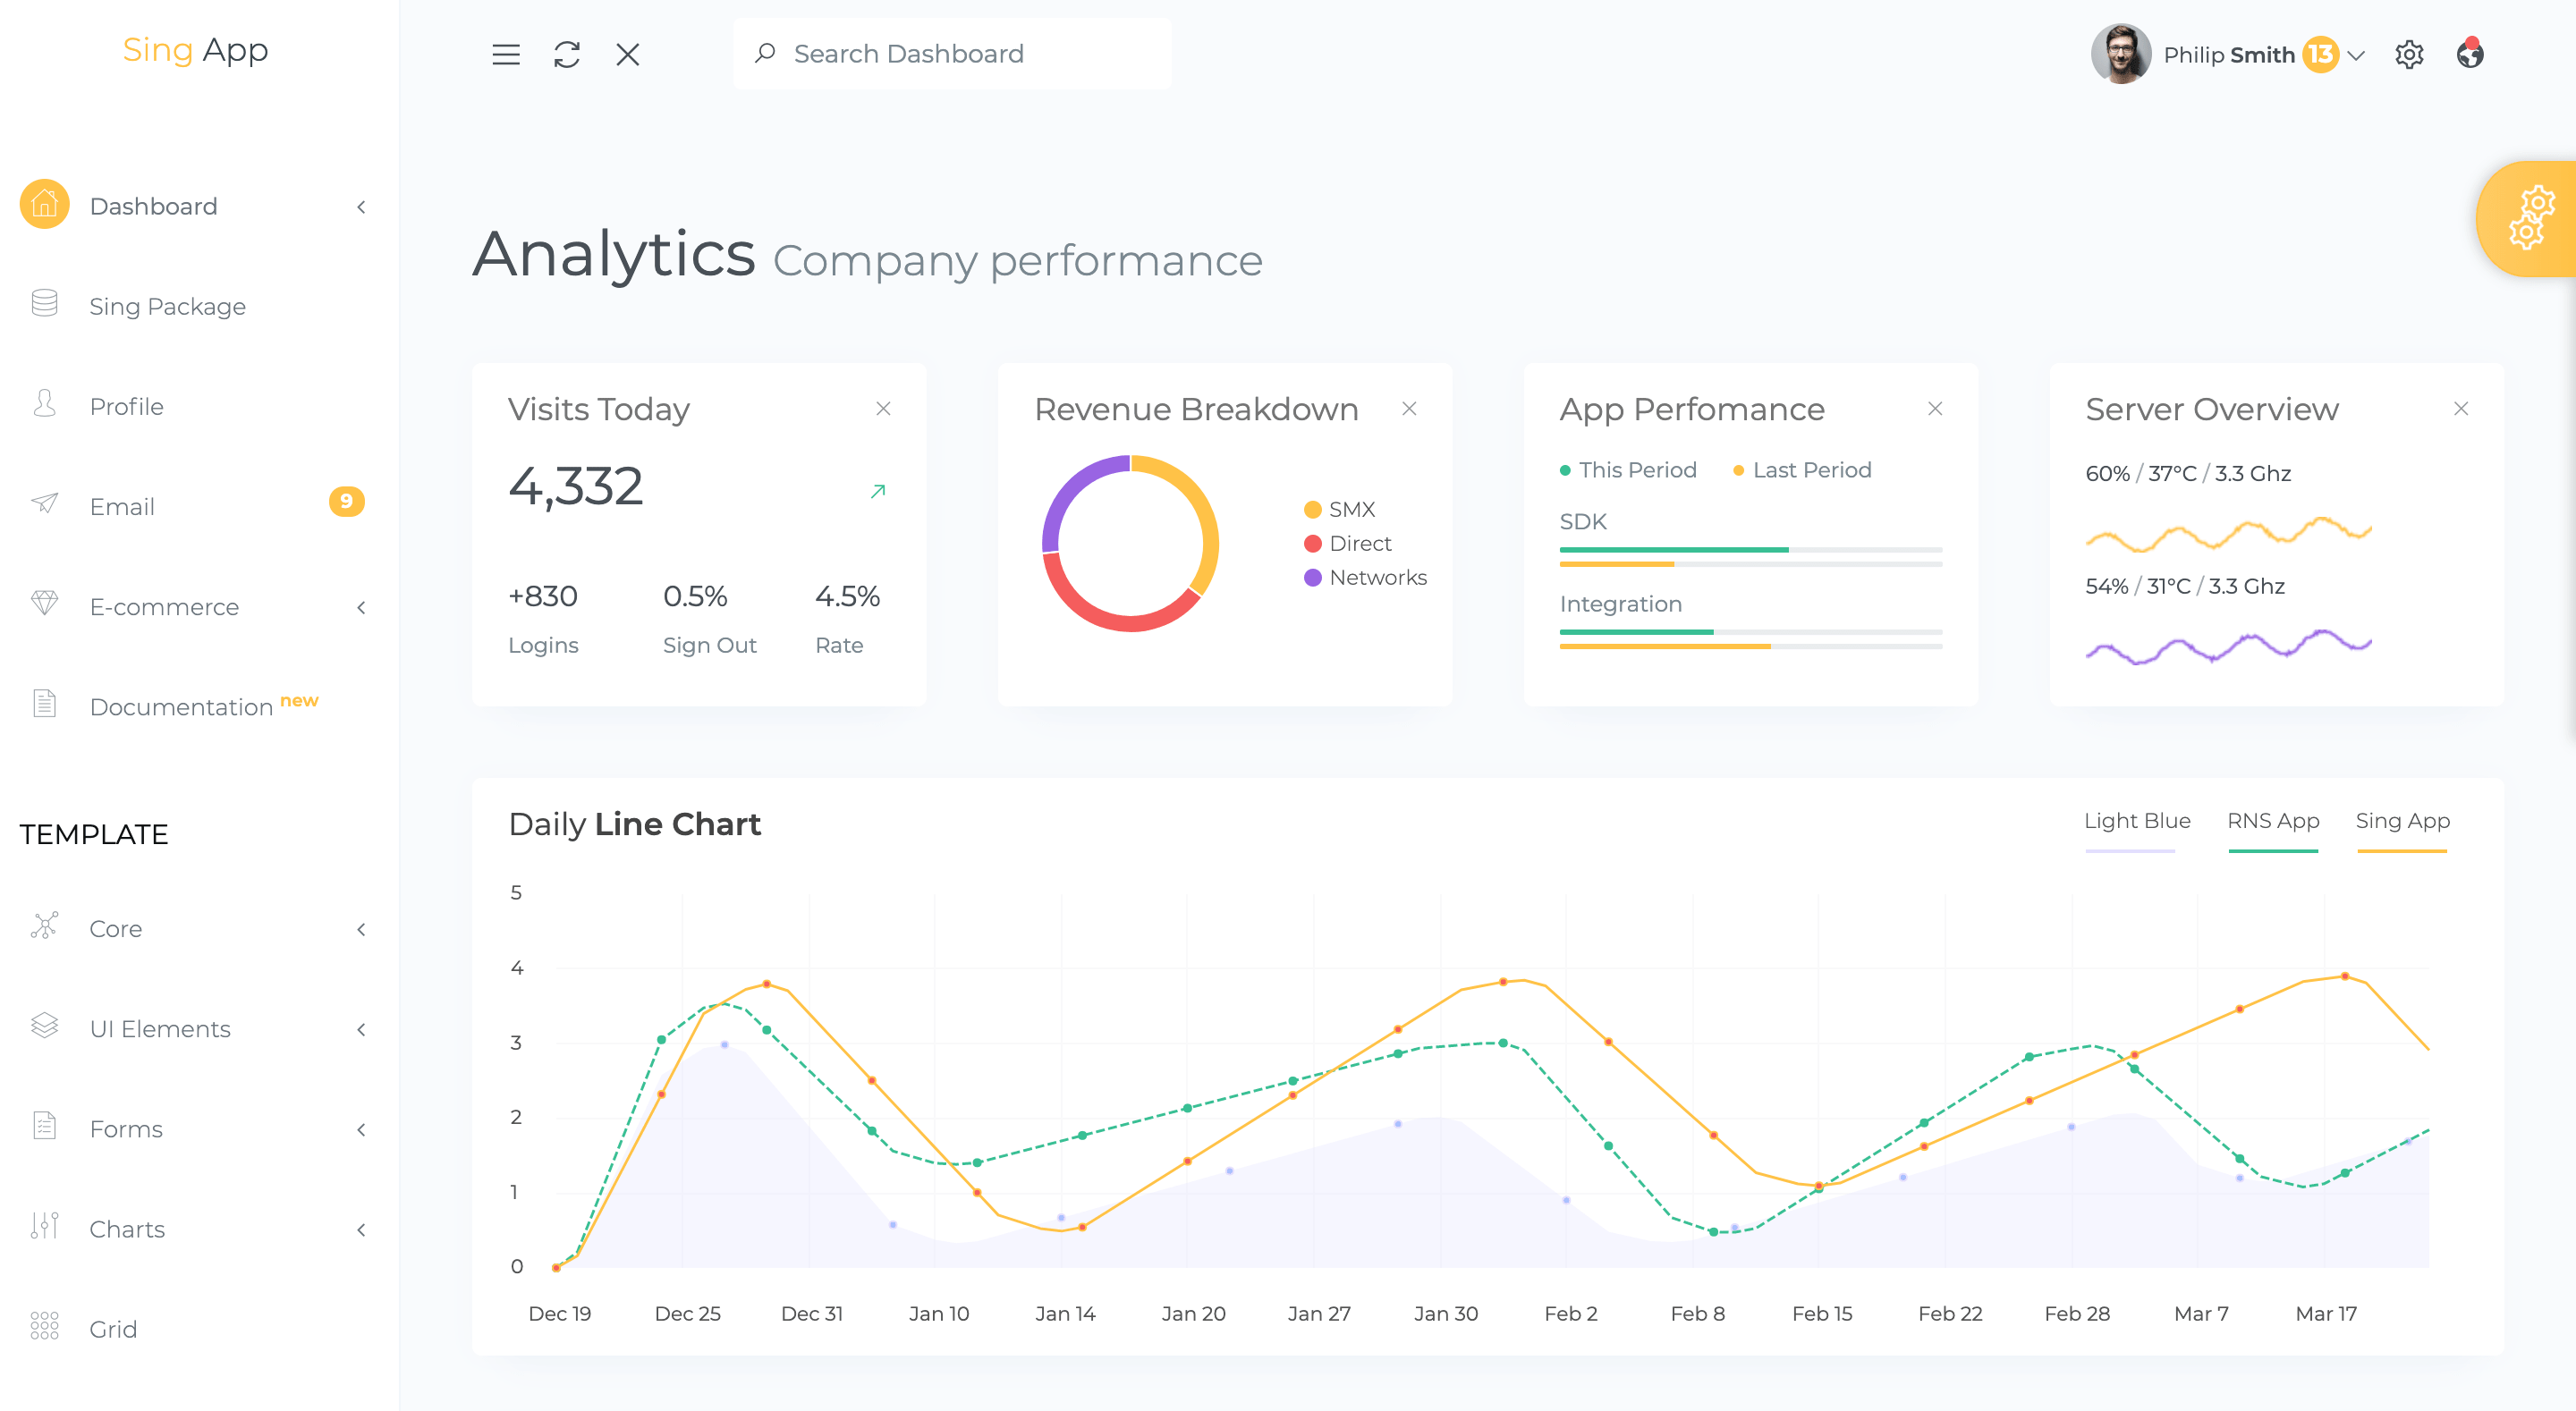 Sing App
Search Dashboard
Philip Smith 13
Dashboard
Sing Package
Profile
Email 9
E-commerce
Documentation new
TEMPLATE
Core
UI Elements
Forms
Charts
Grid
Analytics Company performance
Visits Today
4,332
+830 0.5% 4.5%
Logins Sign Out Rate
Revenue Breakdown
SMX
Direct
Networks
App Perfomance
This Period Last Period
SDK
Integration
Server Overview
60% / 37°C / 3.3 Ghz
54% / 31°C / 3.3 Ghz
Daily Line Chart
Light Blue RNS App Sing App
5
4
3
2
1
0
Dec 19 Dec 25 Dec 31 Jan 10 Jan 14 Jan 20 Jan 27 Jan 30 Feb 2 Feb 8 Feb 15 Feb 22 Feb 28 Mar 7 Mar 17